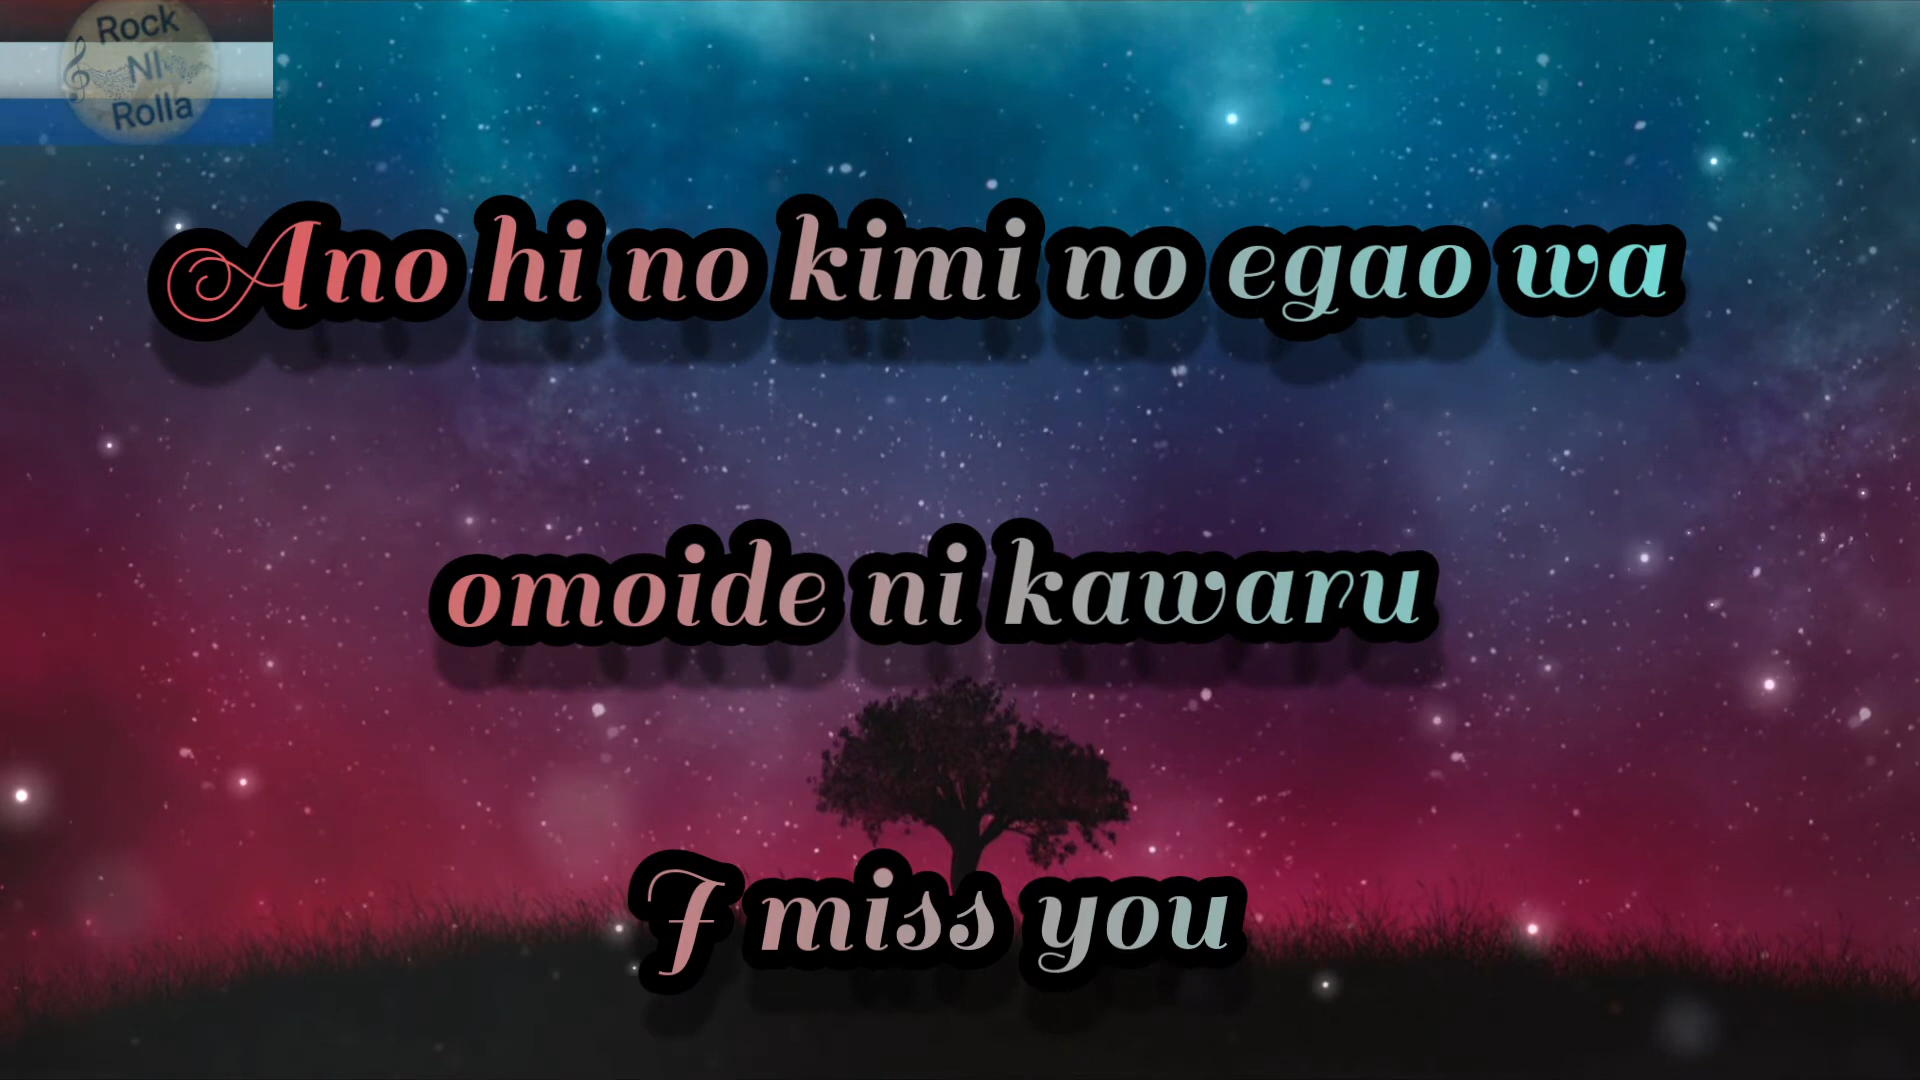 Rock
NI
Rolla
Ano hi no kimi no egao wa
omoide ni kawaru
I miss you